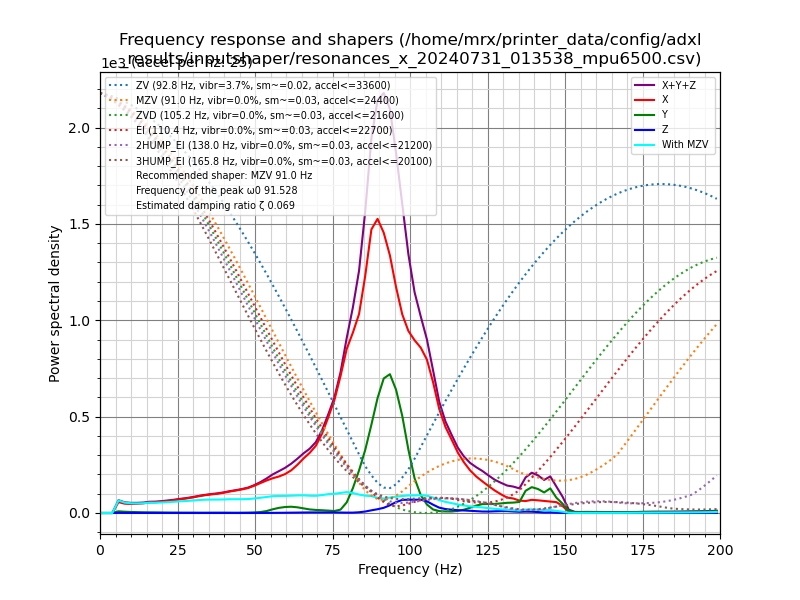 Frequency response and shapers (/home/mrx/printer_data/config/adxl
_results/inputshaper/resonances_x_20240731_013538_mpu6500.csv)
1e3 (accel per hz: 25)
ZV (92.8 Hz, vibr=3.7%, sm~=0.02, accel<=33600)
MZV (91.0 Hz, vibr=0.0%, sm~=0.03, accel<=24400)
ZVD (105.2 Hz, vibr=0.0%, sm~=0.03, accel<=21600)
EI (110.4 Hz, vibr=0.0%, sm~=0.03, accel<=22700)
2HUMP_EI (138.0 Hz, vibr=0.0%, sm~=0.03, accel<=21200)
3HUMP_EI (165.8 Hz, vibr=0.0%, sm~=0.03, accel<=20100)
Recommended shaper: MZV 91.0 Hz
Frequency of the peak ω0 91.528
Estimated damping ratio ζ 0.069
X+Y+Z
X
Y
Z
With MZV
Power spectral density
2.0
1.5
1.0
0.5
0.0
0
25
50
75
100
125
150
175
200
Frequency (Hz)